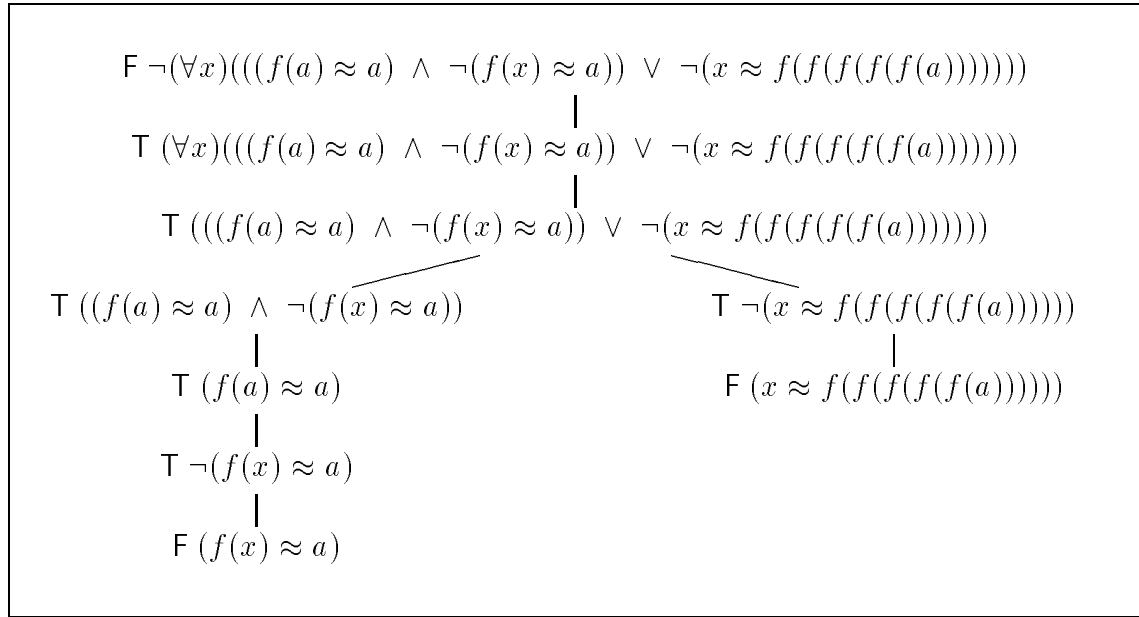 F ¬(∀x)(((f(a) ≈ a) ∧ ¬(f(x) ≈ a)) ∨ ¬(x ≈ f(f(f(f(f(a)))))))
T (∀x)(((f(a) ≈ a) ∧ ¬(f(x) ≈ a)) ∨ ¬(x ≈ f(f(f(f(f(a)))))))
T (((f(a) ≈ a) ∧ ¬(f(x) ≈ a)) ∨ ¬(x ≈ f(f(f(f(f(a)))))))
T ((f(a) ≈ a) ∧ ¬(f(x) ≈ a))
T ¬(x ≈ f(f(f(f(f(a))))))
T (f(a) ≈ a)
F (x ≈ f(f(f(f(f(a))))))
T ¬(f(x) ≈ a)
F (f(x) ≈ a)